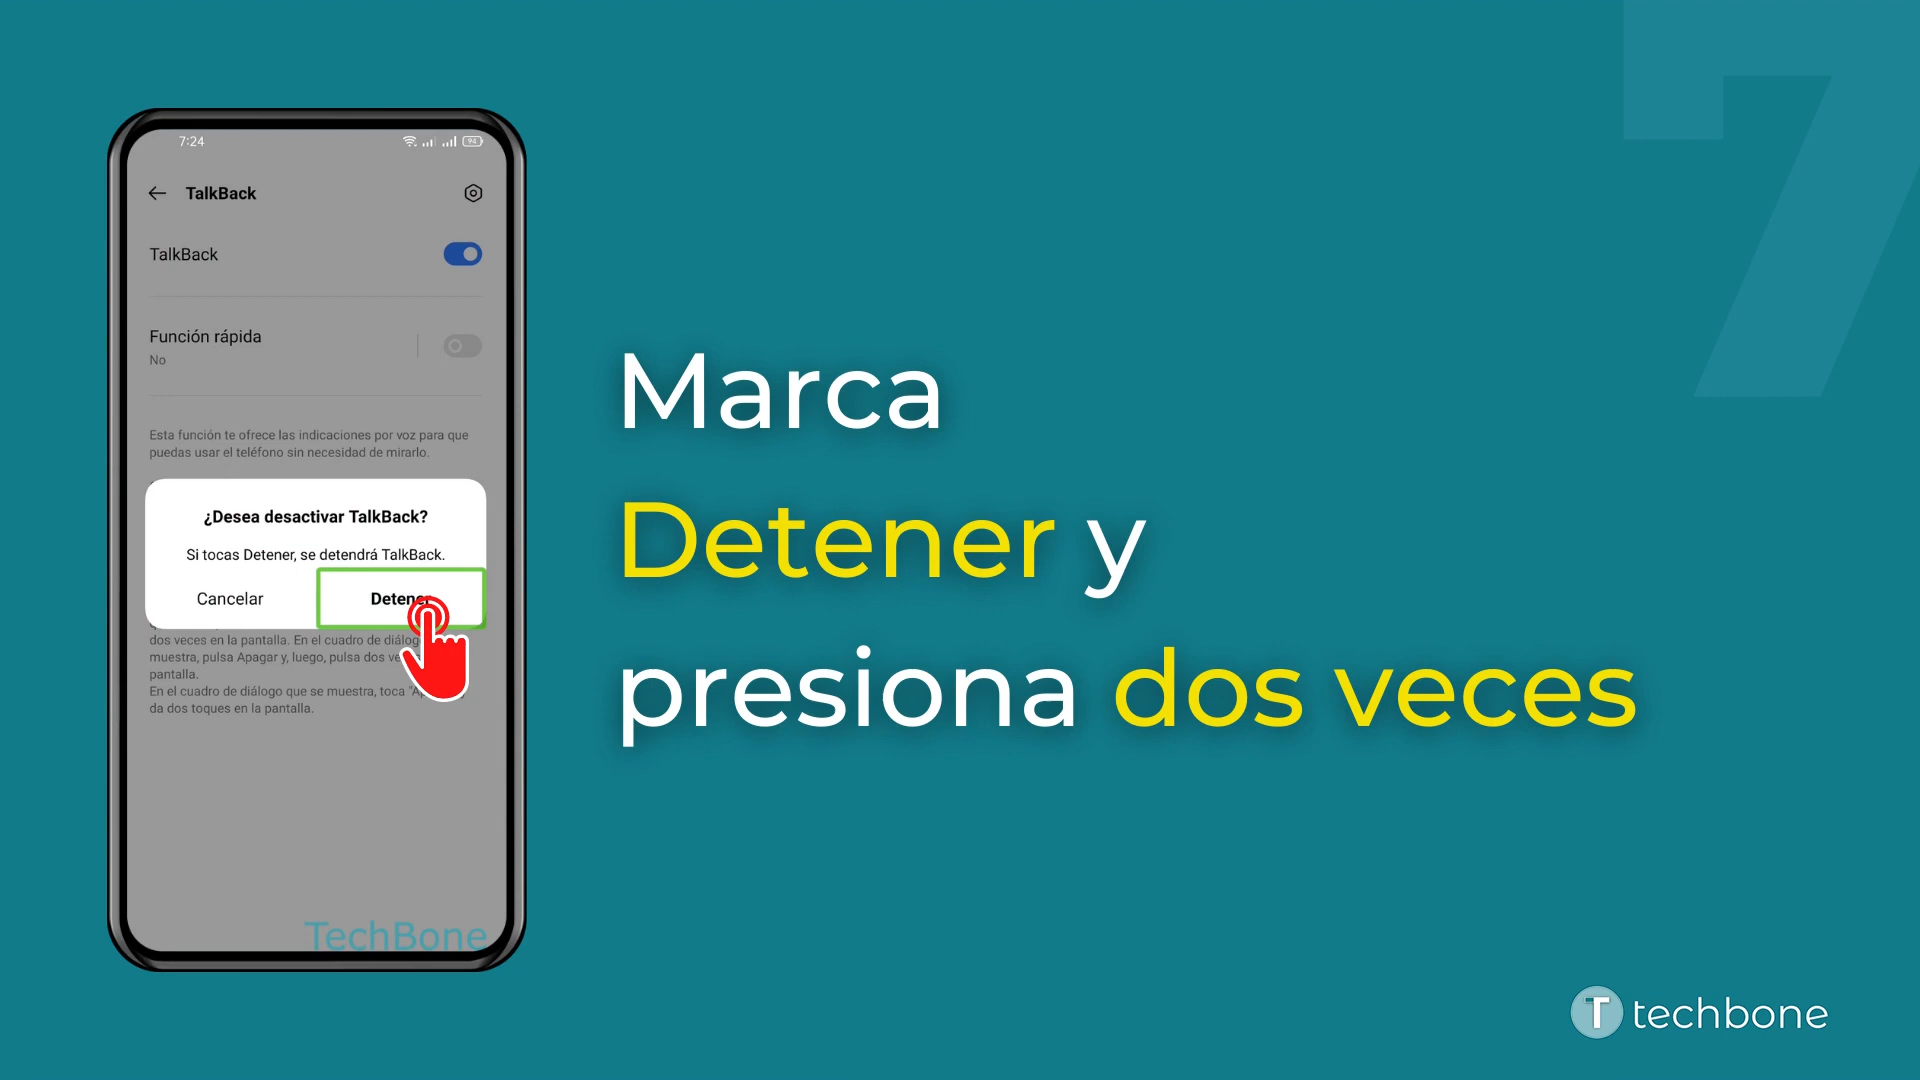 7
7:24
94
TalkBack
TalkBack
Función rápida
No
Esta función te ofrece las indicaciones por voz para que
puedas usar el teléfono sin necesidad de mirarlo.
¿Desea desactivar TalkBack?
Si tocas Detener, se detendrá TalkBack.
Cancelar
Detener
dos veces en la pantalla. En el cuadro de
muestra, pulsa Apagar y, luego, pulsa dos
pantalla.
En el cuadro de diálogo que se muestra, toca
da dos toques en la pantalla.
TechBone
Marca
Detener y
presiona dos veces
T techbone